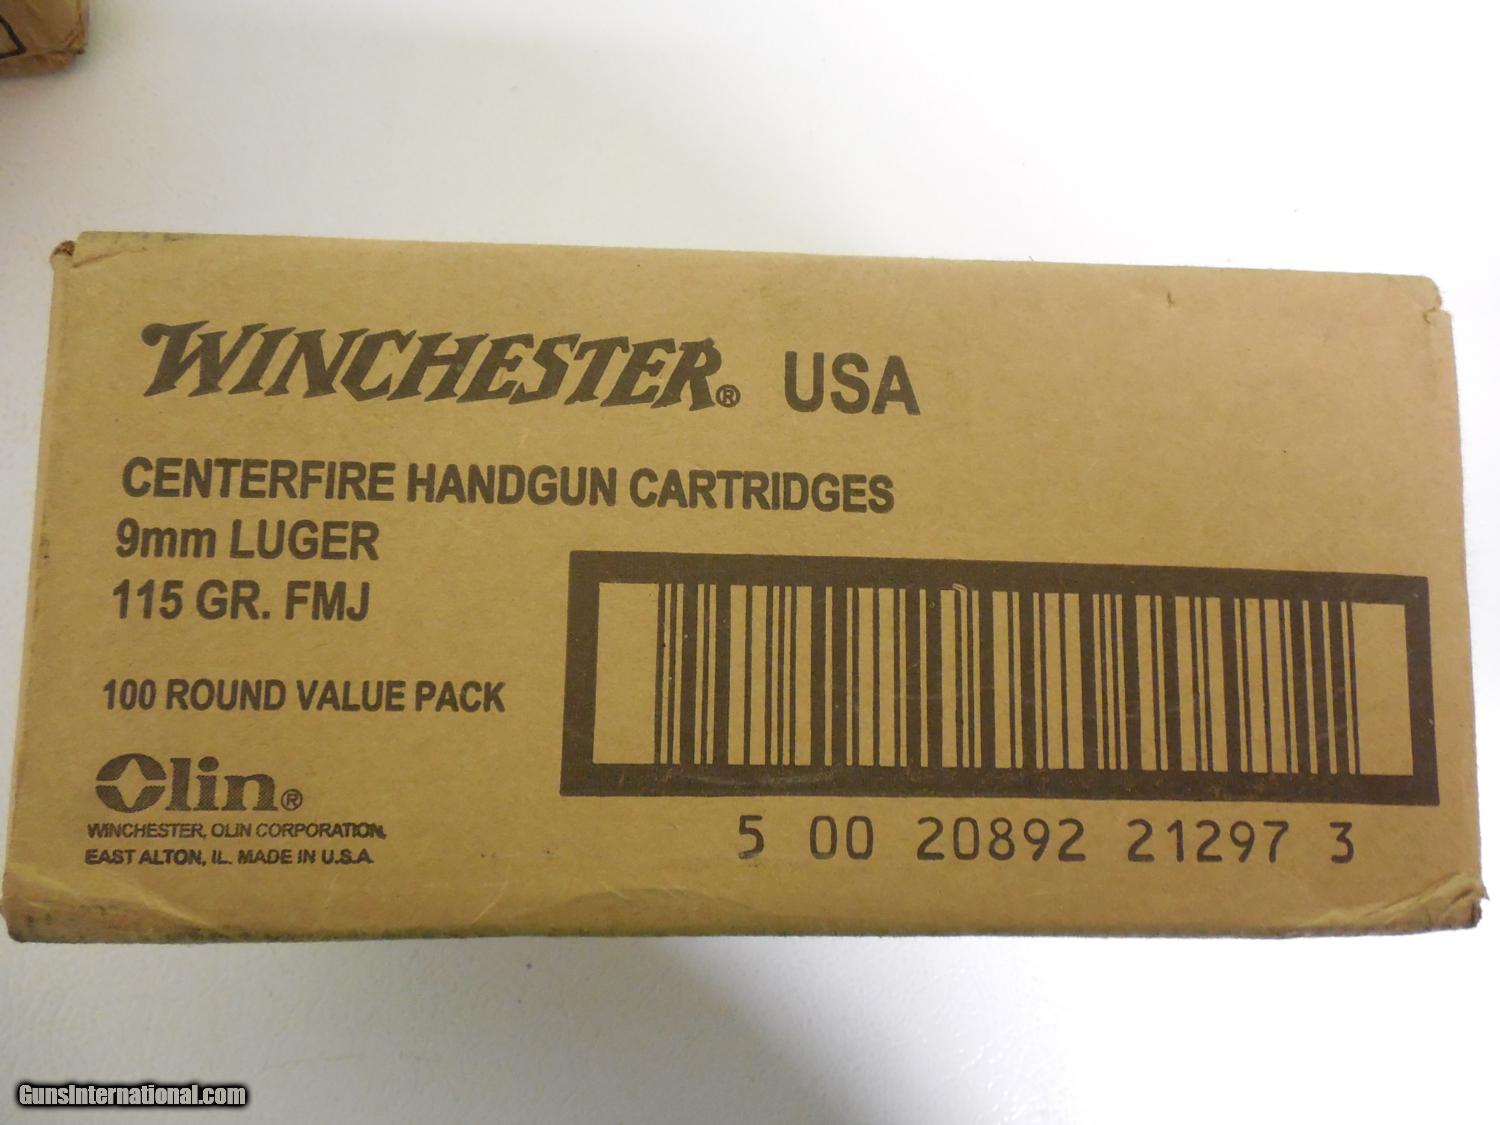 WINCHESTER® USA
CENTERFIRE HANDGUN CARTRIDGES
9mm LUGER
115 GR. FMJ
100 ROUND VALUE PACK
Olin®
WINCHESTER, OLIN CORPORATION,
EAST ALTON, IL. MADE IN U.S.A.
5 00 20892 21297 3
GunsInternational.com